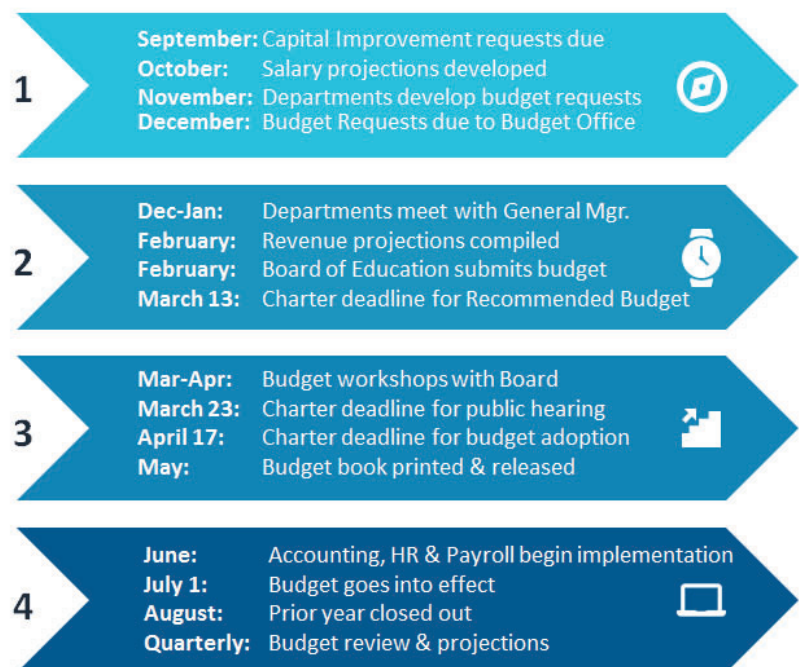 1
September: Capital Improvement requests due
October: Salary projections developed
November: Departments develop budget requests
December: Budget Requests due to Budget Office
2
Dec-Jan: Departments meet with General Mgr.
February: Revenue projections compiled
February: Board of Education submits budget
March 13: Charter deadline for Recommended Budget
3
Mar-Apr: Budget workshops with Board
March 23: Charter deadline for public hearing
April 17: Charter deadline for budget adoption
May: Budget book printed & released
4
June: Accounting, HR & Payroll begin implementation
July 1: Budget goes into effect
August: Prior year closed out
Quarterly: Budget review & projections